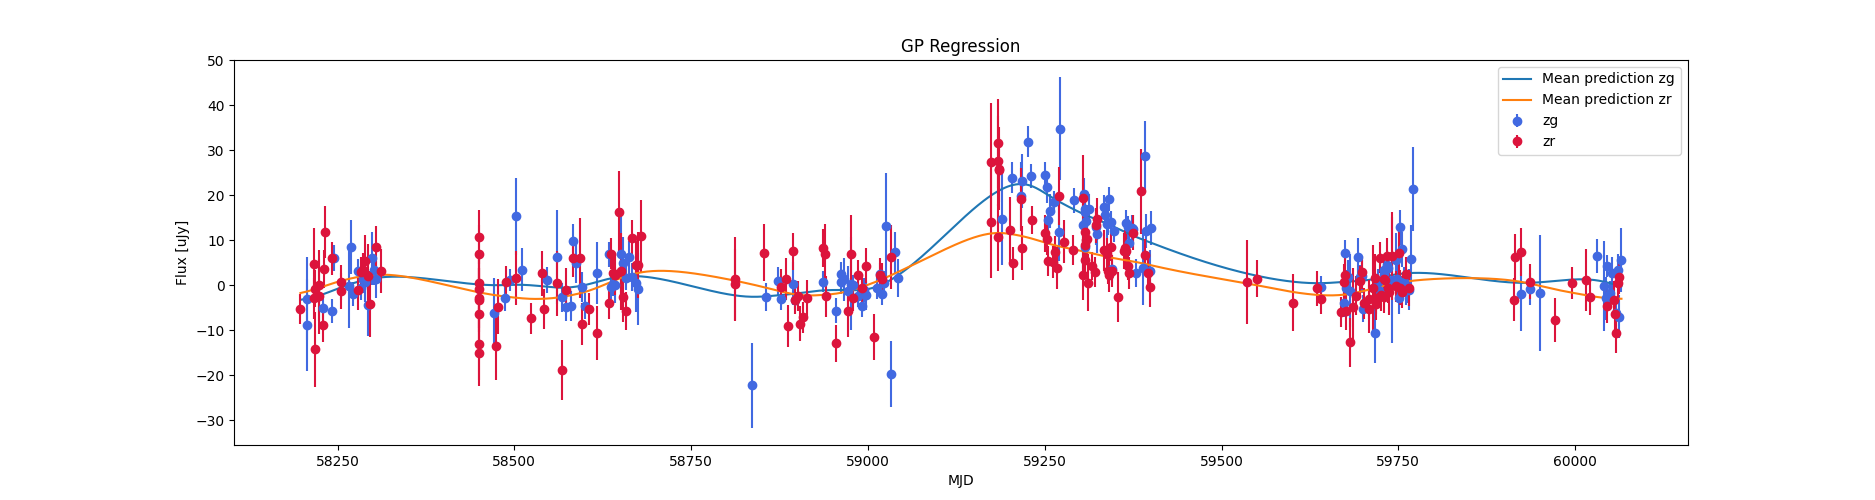 GP Regression
Flux [uJy]
50
40
30
20
10
0
−10
−20
−30
58250
58500
58750
59000
59250
59500
59750
60000
MJD
Mean prediction zg
Mean prediction zr
zg
zr